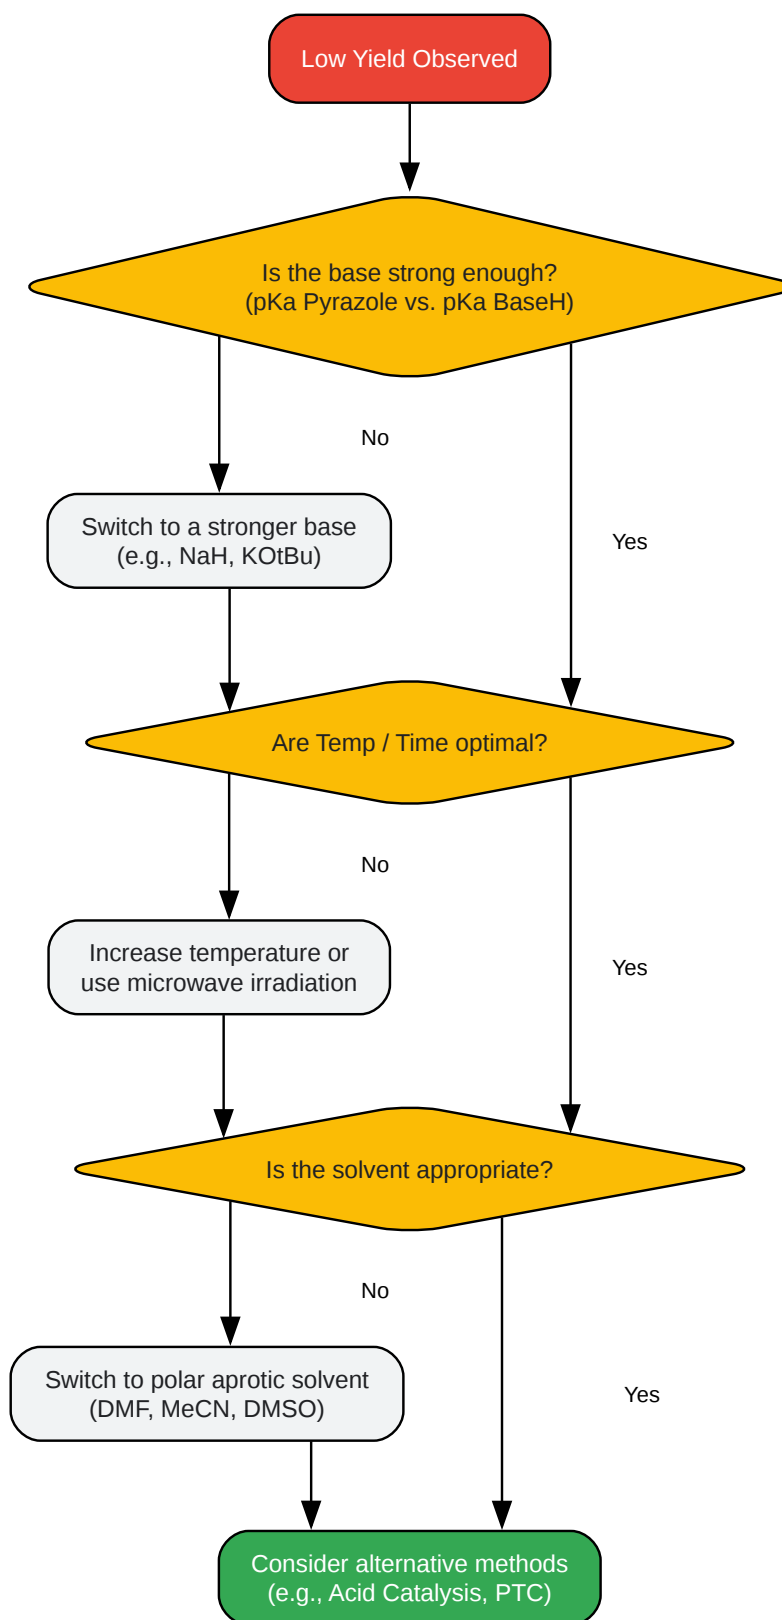 Low Yield Observed
Is the base strong enough?
(pKa Pyrazole vs. pKa BaseH)
No
Switch to a stronger base
(e.g., NaH, KOtBu)
Yes
Are Temp / Time optimal?
No
Increase temperature or
use microwave irradiation
Yes
Is the solvent appropriate?
No
Switch to polar aprotic solvent
(DMF, MeCN, DMSO)
Yes
Consider alternative methods
(e.g., Acid Catalysis, PTC)